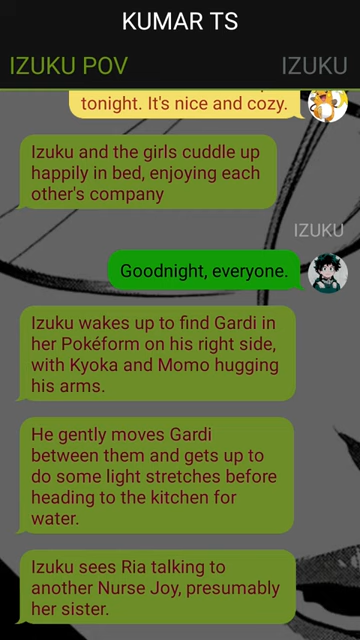 KUMAR TS
IZUKU POV
IZUKU
tonight. It's nice and cozy.
Izuku and the girls cuddle up
happily in bed, enjoying each
other's company
IZUKU
Goodnight, everyone.
Izuku wakes up to find Gardi in
her Pokéform on his right side,
with Kyoka and Momo hugging
his arms.
He gently moves Gardi
between them and gets up to
do some light stretches before
heading to the kitchen for
water.
Izuku sees Ria talking to
another Nurse Joy, presumably
her sister.